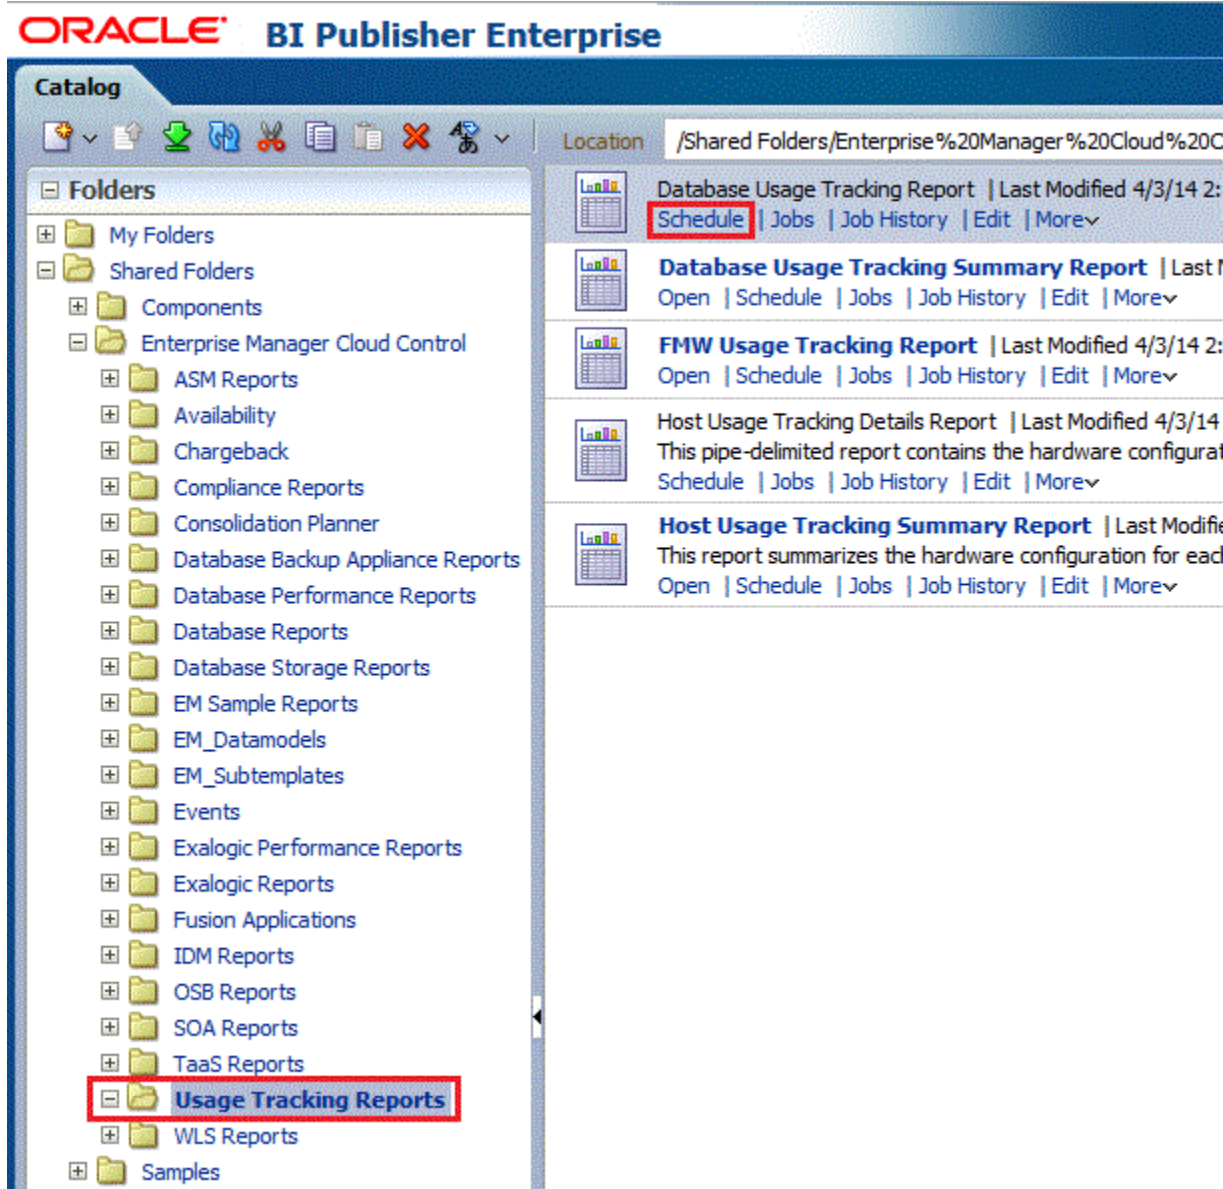 ORACLE BI Publisher Enterprise
Catalog
Location /Shared Folders/Enterprise%20Manager%20Cloud%20C
Folders
My Folders
Shared Folders
Components
Enterprise Manager Cloud Control
ASM Reports
Availability
Chargeback
Compliance Reports
Consolidation Planner
Database Backup Appliance Reports
Database Performance Reports
Database Reports
Database Storage Reports
EM Sample Reports
EM_Datamodels
EM_Subtemplates
Events
Exalogic Performance Reports
Exalogic Reports
Fusion Applications
IDM Reports
OSB Reports
SOA Reports
TaaS Reports
Usage Tracking Reports
WLS Reports
Samples
Database Usage Tracking Report | Last Modified 4/3/14 2:
Schedule | Jobs | Job History | Edit | More
Database Usage Tracking Summary Report | Last
Open | Schedule | Jobs | Job History | Edit | More
FMW Usage Tracking Report | Last Modified 4/3/14 2:
Open | Schedule | Jobs | Job History | Edit | More
Host Usage Tracking Details Report | Last Modified 4/3/14
This pipe-delimited report contains the hardware configurat
Schedule | Jobs | Job History | Edit | More
Host Usage Tracking Summary Report | Last Modifie
This report summarizes the hardware configuration for each
Open | Schedule | Jobs | Job History | Edit | More